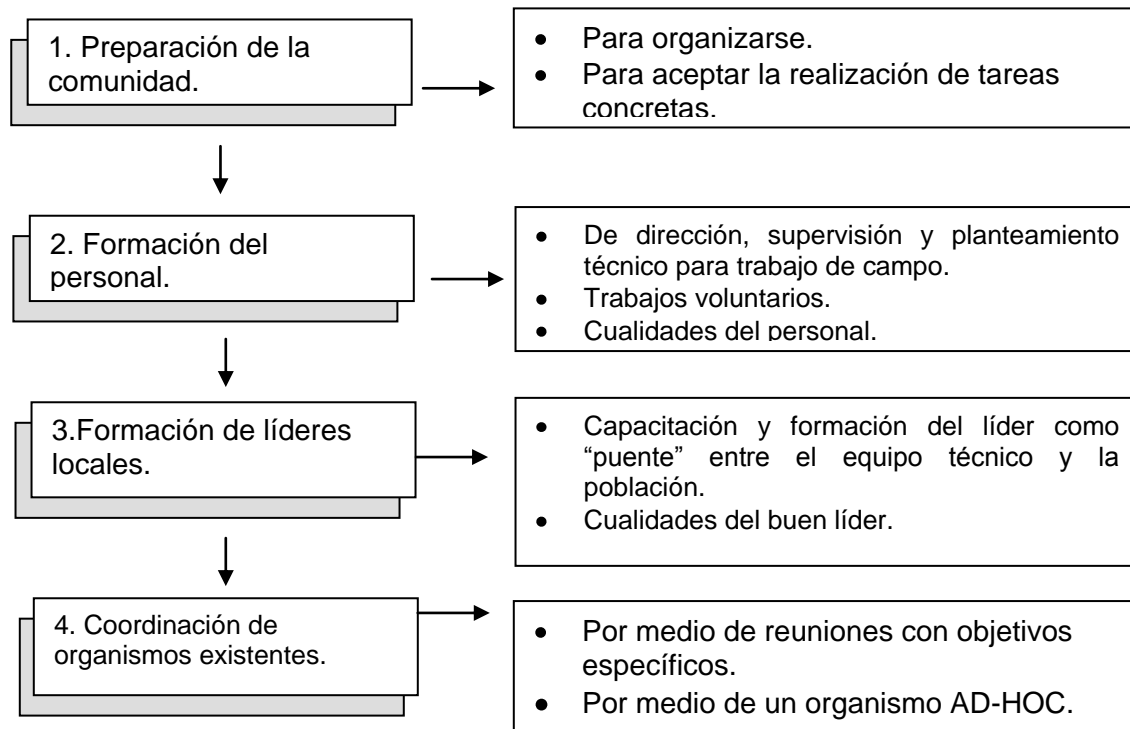 1. Preparación de la
comunidad.
• Para organizarse.
• Para aceptar la realización de tareas
concretas.
2. Formación del
personal.
• De dirección, supervisión y planteamiento
técnico para trabajo de campo.
• Trabajos voluntarios.
• Cualidades del personal.
3.Formación de líderes
locales.
• Capacitación y formación del líder como
“puente” entre el equipo técnico y la
población.
• Cualidades del buen líder.
4. Coordinación de
organismos existentes.
• Por medio de reuniones con objetivos
específicos.
• Por medio de un organismo AD-HOC.